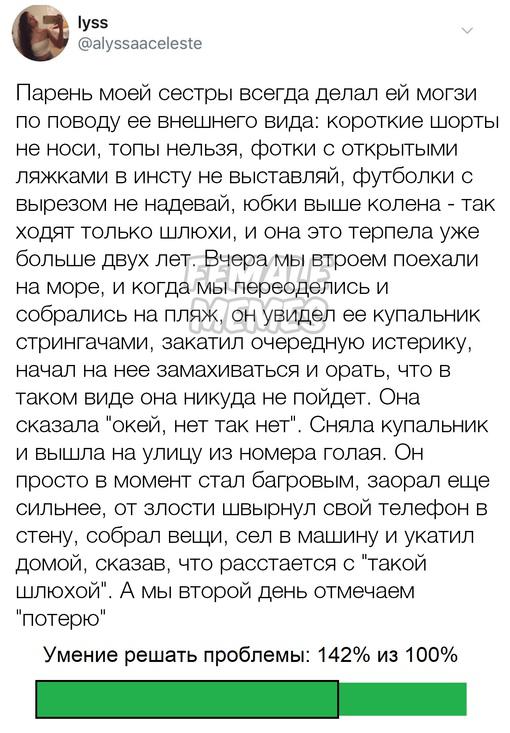 lyss
@alyssaaceleste
Парень моей сестры всегда делал ей могзи
по поводу ее внешнего вида: короткие шорты
не носи, топы нельзя, фотки с открытыми
ляжками в инсту не выставляй, футболки с
вырезом не надевай, юбки выше колена - так
ходят только шлюхи, и она это терпела уже
больше двух лет. Вчера мы втроем поехали
на море, и когда мы переоделись и
собрались на пляж, он увидел ее купальник
стрингачами, закатил очередную истерику,
начал на нее замахиваться и орать, что в
таком виде она никуда не пойдет. Она
сказала "окей, нет так нет". Сняла купальник
и вышла на улицу из номера голая. Он
просто в момент стал багровым, заорал еще
сильнее, от злости швырнул свой телефон в
стену, собрал вещи, сел в машину и укатил
домой, сказав, что расстается с "такой
шлюхой". А мы второй день отмечаем
"потерю"
FEMALE
MEMES
Умение решать проблемы: 142% из 100%